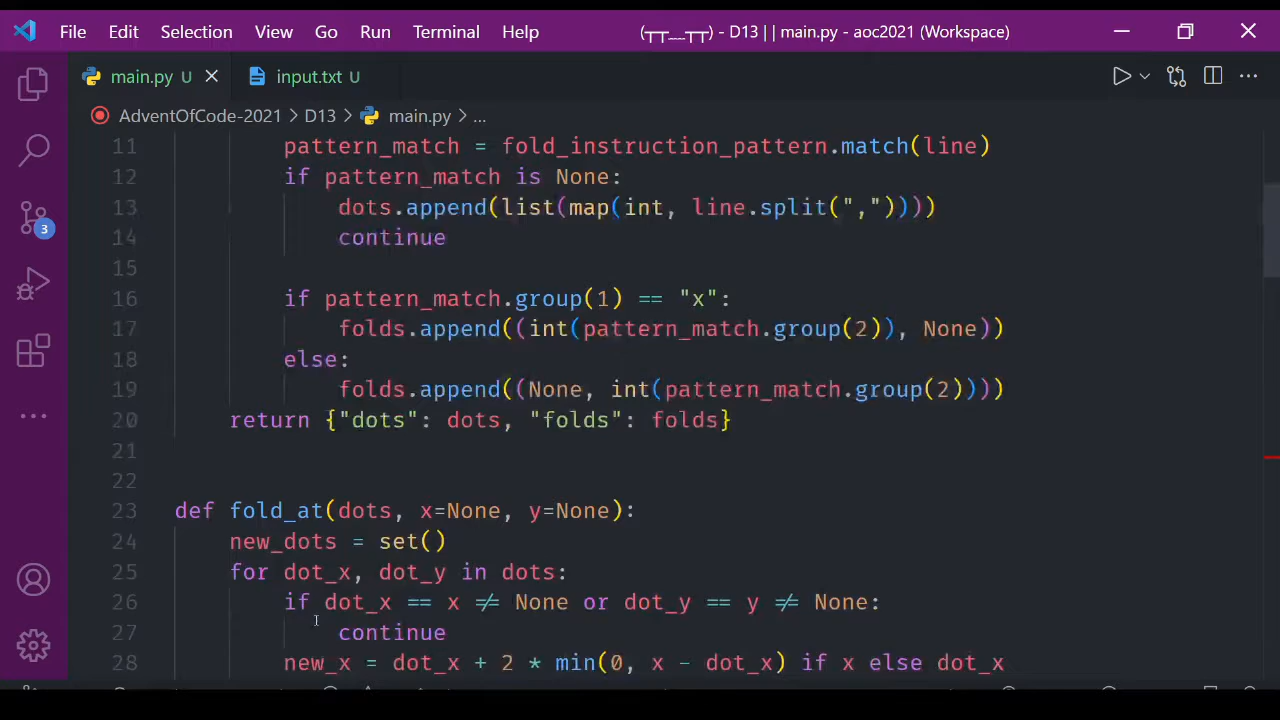 File Edit Selection View Go Run Terminal Help (┬┬﹏┬┬) - D13 | | main.py - aoc2021 (Workspace)
main.py U input.txt U
AdventOfCode-2021 > D13 > main.py > ...
11 pattern_match = fold_instruction_pattern.match(line)
12 if pattern_match is None:
13 dots.append(list(map(int, line.split(","))))
14 continue
15
16 if pattern_match.group(1) == "x":
17 folds.append((int(pattern_match.group(2)), None))
18 else:
19 folds.append((None, int(pattern_match.group(2))))
20 return {"dots": dots, "folds": folds}
21
22
23 def fold_at(dots, x=None, y=None):
24 new_dots = set()
25 for dot_x, dot_y in dots:
3
26 if dot_x == x != None or dot_y == y != None:
27 continue
28 new_x = dot_x + 2 * min(0, x - dot_x) if x else dot_x